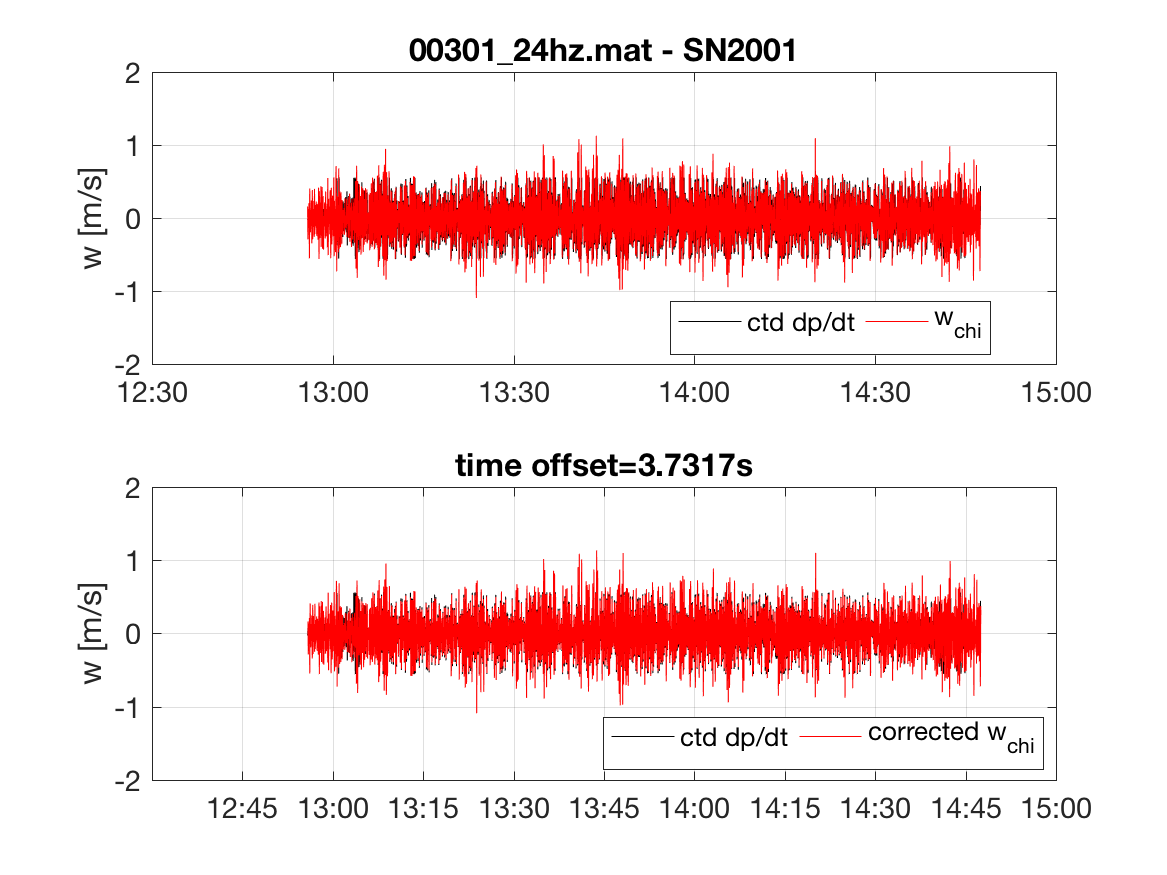 00301_24hz.mat - SN2001
w [m/s]
2
1
0
-1
-2
ctd dp/dt w_chi
12:30 13:00 13:30 14:00 14:30 15:00
time offset=3.7317s
w [m/s]
2
1
0
-1
-2
ctd dp/dt corrected w_chi
12:45 13:00 13:15 13:30 13:45 14:00 14:15 14:30 14:45 15:00